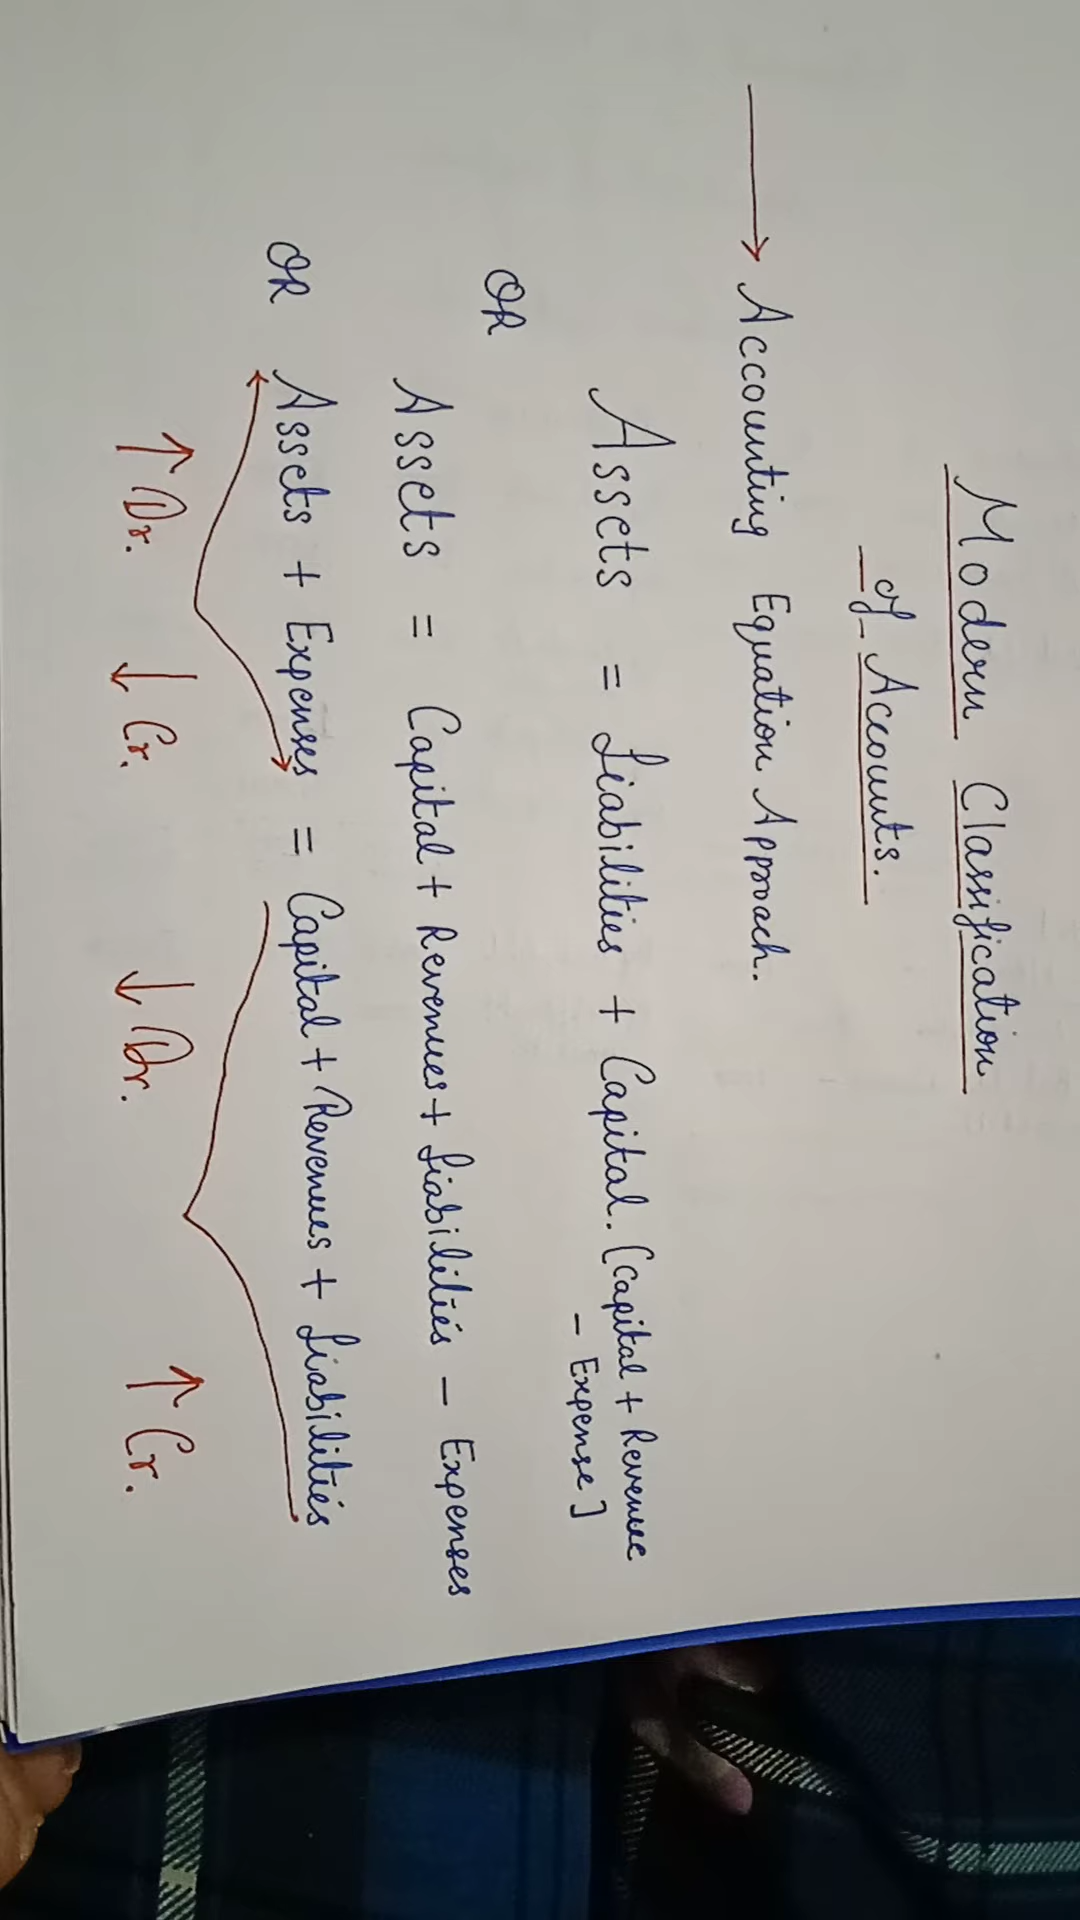 Modern Classification
of Accounts.
→ Accounting Equation Approach..
Assets = Liabilities + Capital. [Capital + Revenue
- Expense]
OR
Assets = Capital + Revenues + Liabilities - Expenses
OR Assets + Expenses = Capital + Revenues + Liabilities
↑ Dr. ↓ Cr. ↓ Dr. ↑ Cr.